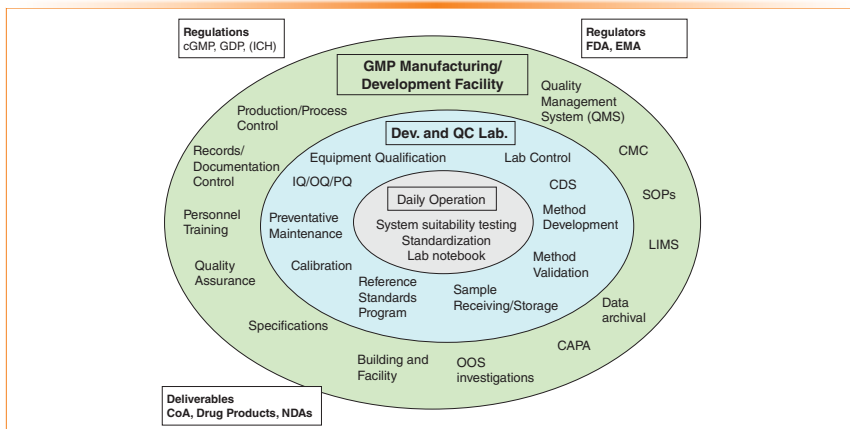 Regulations
cGMP, GDP, (ICH)
Regulators
FDA, EMA
GMP Manufacturing/
Development Facility
Production/Process
Control
Quality
Management
System (QMS)
Records/
Documentation
Control
CMC
SOPs
Personnel
Training
LIMS
Quality
Assurance
Data
archival
Specifications
CAPA
Building and
Facility
OOS
investigations
Dev. and QC Lab.
Equipment Qualification
Lab Control
IQ/OQ/PQ
CDS
Preventative
Maintenance
Method
Development
Calibration
Method
Validation
Reference
Standards
Program
Sample
Receiving/Storage
Daily Operation
System suitability testing
Standardization
Lab notebook
Deliverables
CoA, Drug Products, NDAs